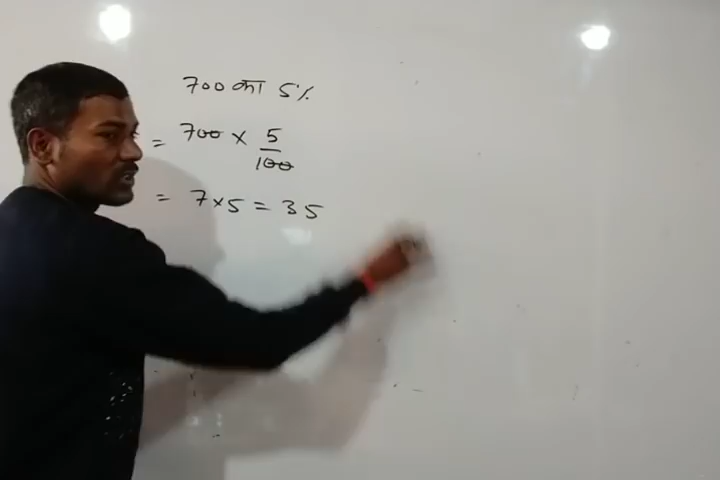 700 का 5%
= 700 × 5/100
= 7×5 = 35